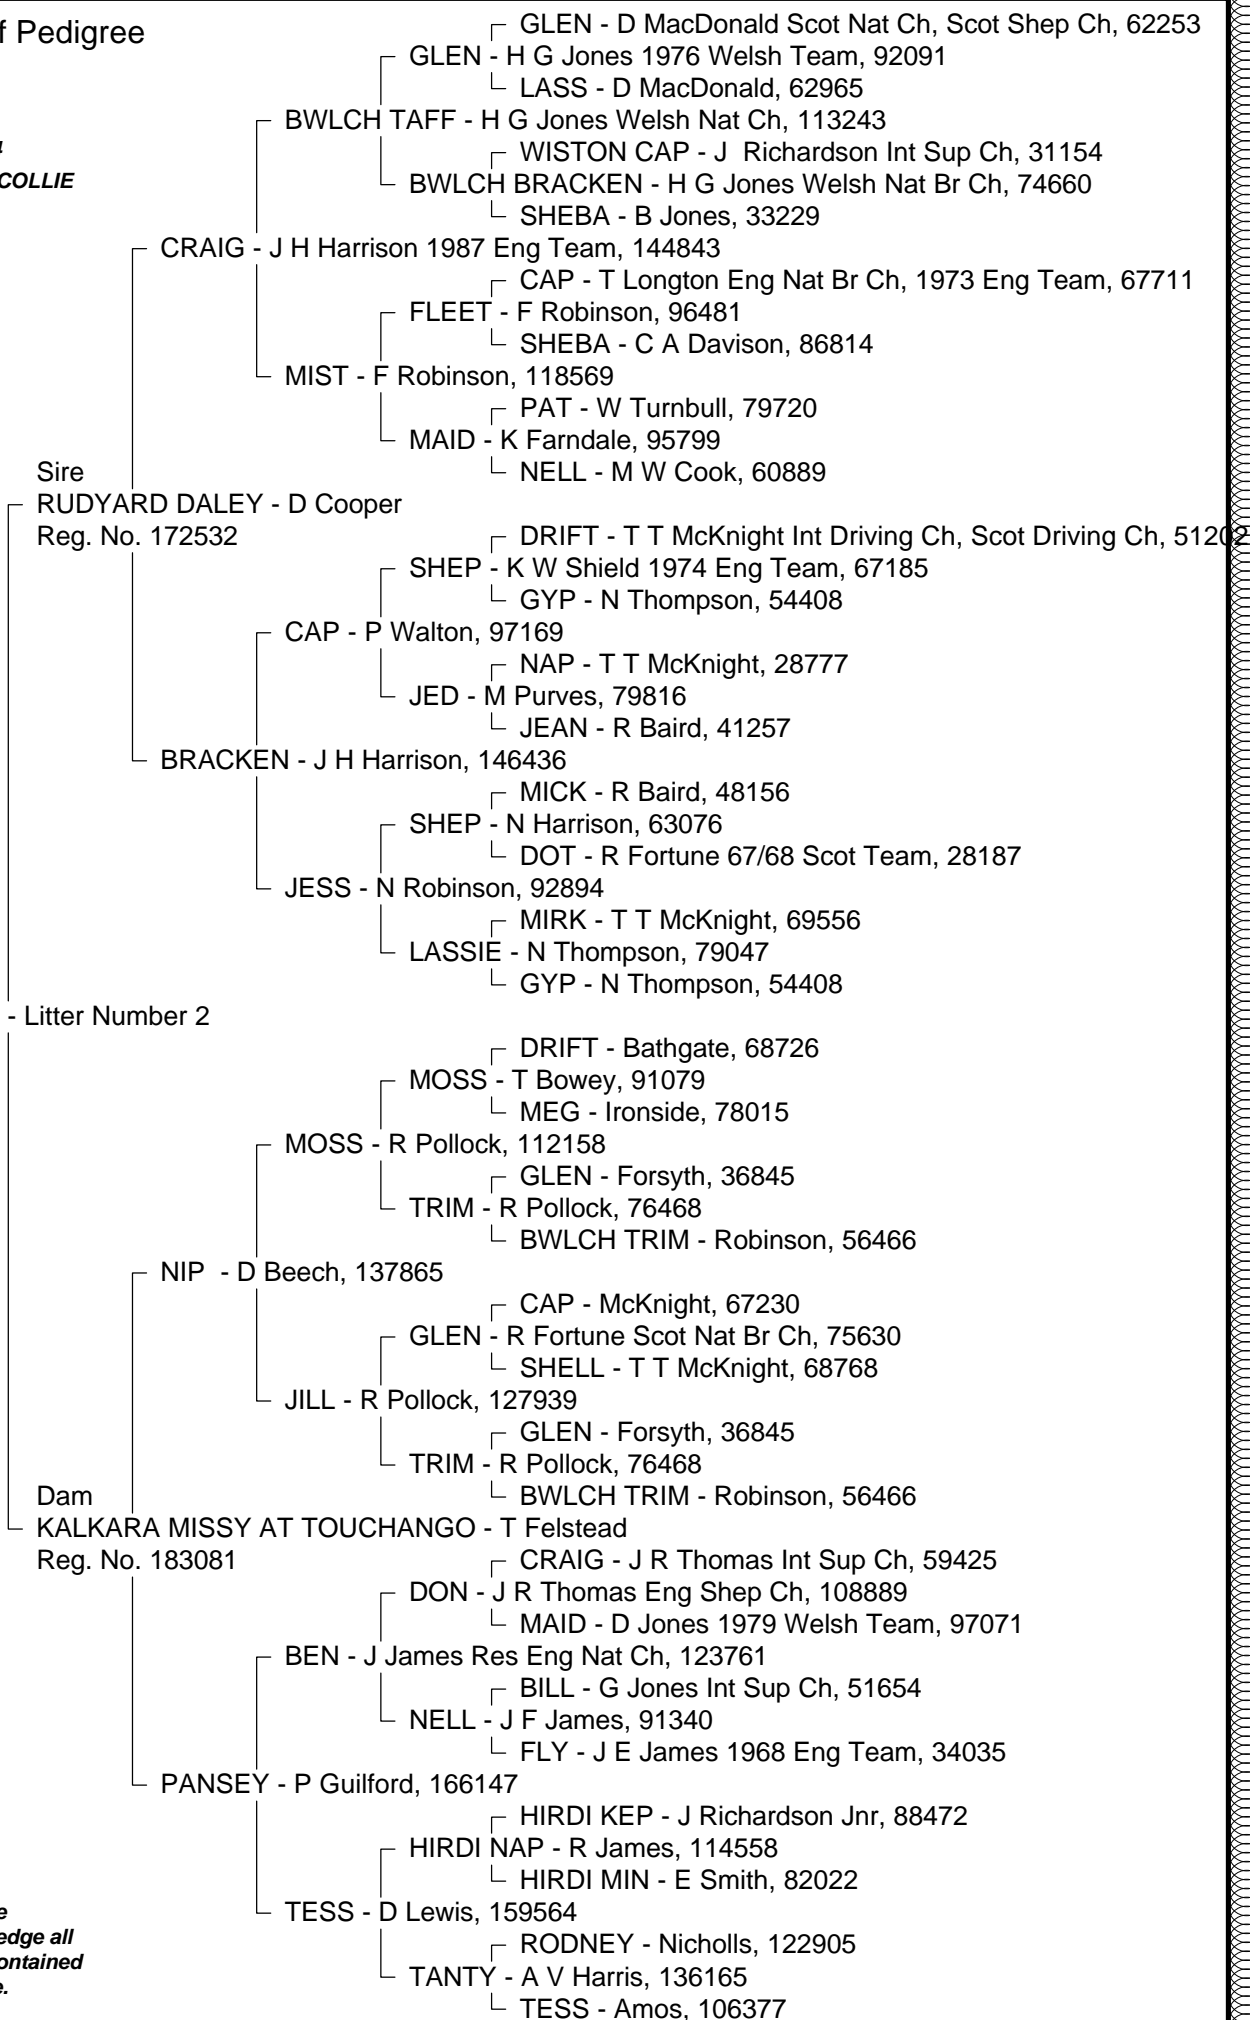 f Pedigree
GLEN - D MacDonald Scot Nat Ch, Scot Shep Ch, 62253
GLEN - H G Jones 1976 Welsh Team, 92091
LASS - D MacDonald, 62965
BWLCH TAFF - H G Jones Welsh Nat Ch, 113243
WISTON CAP - J Richardson Int Sup Ch, 31154
COLLIE
BWLCH BRACKEN - H G Jones Welsh Nat Br Ch, 74660
SHEBA - B Jones, 33229
CRAIG - J H Harrison 1987 Eng Team, 144843
CAP - T Longton Eng Nat Br Ch, 1973 Eng Team, 67711
FLEET - F Robinson, 96481
SHEBA - C A Davison, 86814
MIST - F Robinson, 118569
PAT - W Turnbull, 79720
MAID - K Farndale, 95799
NELL - M W Cook, 60889
Sire
RUDYARD DALEY - D Cooper
Reg. No. 172532
DRIFT - T T McKnight Int Driving Ch, Scot Driving Ch, 51202
SHEP - K W Shield 1974 Eng Team, 67185
GYP - N Thompson, 54408
CAP - P Walton, 97169
NAP - T T McKnight, 28777
JED - M Purves, 79816
JEAN - R Baird, 41257
BRACKEN - J H Harrison, 146436
MICK - R Baird, 48156
SHEP - N Harrison, 63076
DOT - R Fortune 67/68 Scot Team, 28187
JESS - N Robinson, 92894
MIRK - T T McKnight, 69556
LASSIE - N Thompson, 79047
GYP - N Thompson, 54408
- Litter Number 2
DRIFT - Bathgate, 68726
MOSS - T Bowey, 91079
MEG - Ironside, 78015
MOSS - R Pollock, 112158
GLEN - Forsyth, 36845
TRIM - R Pollock, 76468
BWLCH TRIM - Robinson, 56466
NIP - D Beech, 137865
CAP - McKnight, 67230
GLEN - R Fortune Scot Nat Br Ch, 75630
SHELL - T T McKnight, 68768
JILL - R Pollock, 127939
GLEN - Forsyth, 36845
TRIM - R Pollock, 76468
BWLCH TRIM - Robinson, 56466
Dam
KALKARA MISSY AT TOUCHANGO - T Felstead
Reg. No. 183081
CRAIG - J R Thomas Int Sup Ch, 59425
DON - J R Thomas Eng Shep Ch, 108889
MAID - D Jones 1979 Welsh Team, 97071
BEN - J James Res Eng Nat Ch, 123761
BILL - G Jones Int Sup Ch, 51654
NELL - J F James, 91340
FLY - J E James 1968 Eng Team, 34035
PANSEY - P Guilford, 166147
HIRDI KEP - J Richardson Jnr, 88472
HIRDI NAP - R James, 114558
HIRDI MIN - E Smith, 82022
TESS - D Lewis, 159564
RODNEY - Nicholls, 122905
TANTY - A V Harris, 136165
TESS - Amos, 106377
e
edge all
ontained
e.